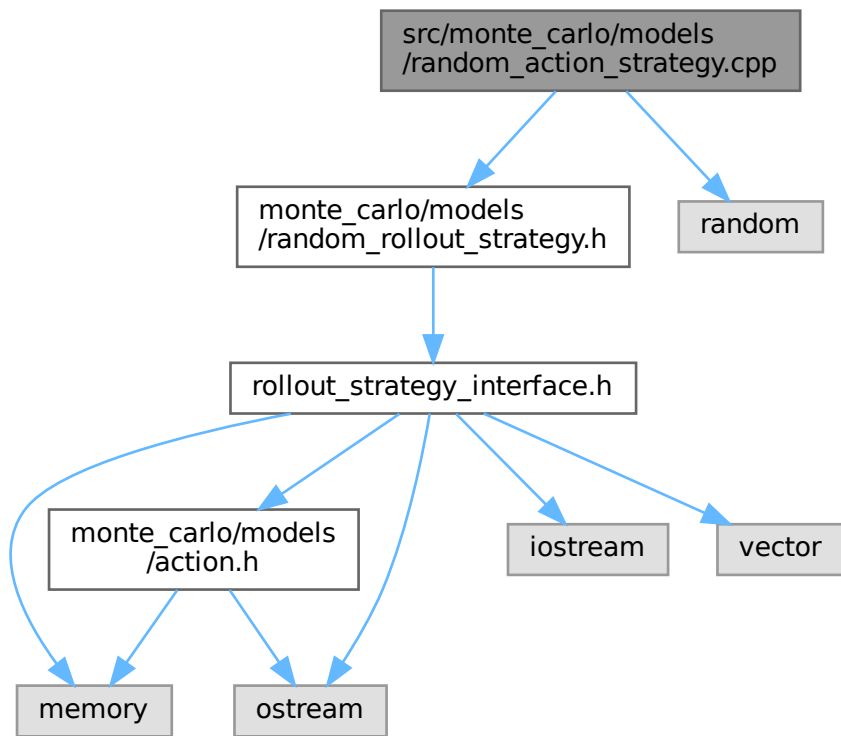 src/monte_carlo/models
/random_action_strategy.cpp
monte_carlo/models
/random_rollout_strategy.h
random
rollout_strategy_interface.h
monte_carlo/models
/action.h
iostream
vector
memory
ostream